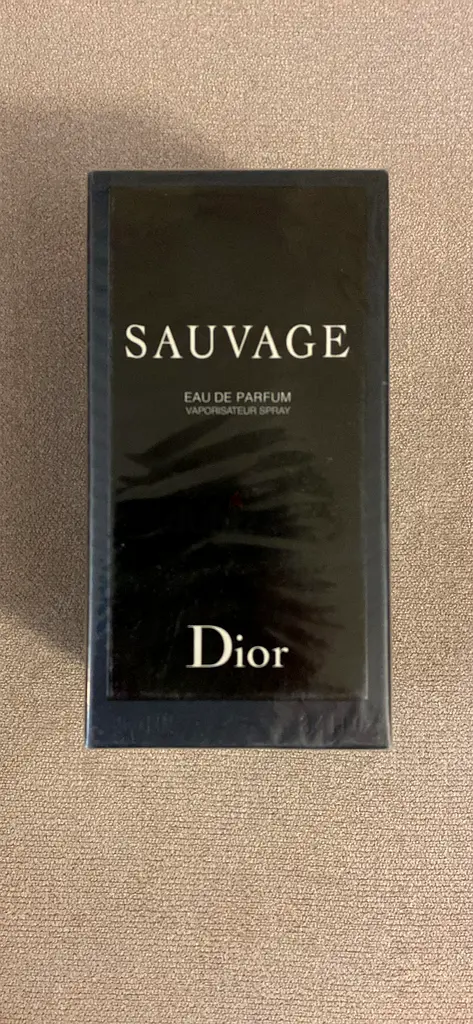 SAUVAGE
EAU DE PARFUM
VAPORISATEUR SPRAY
Dior